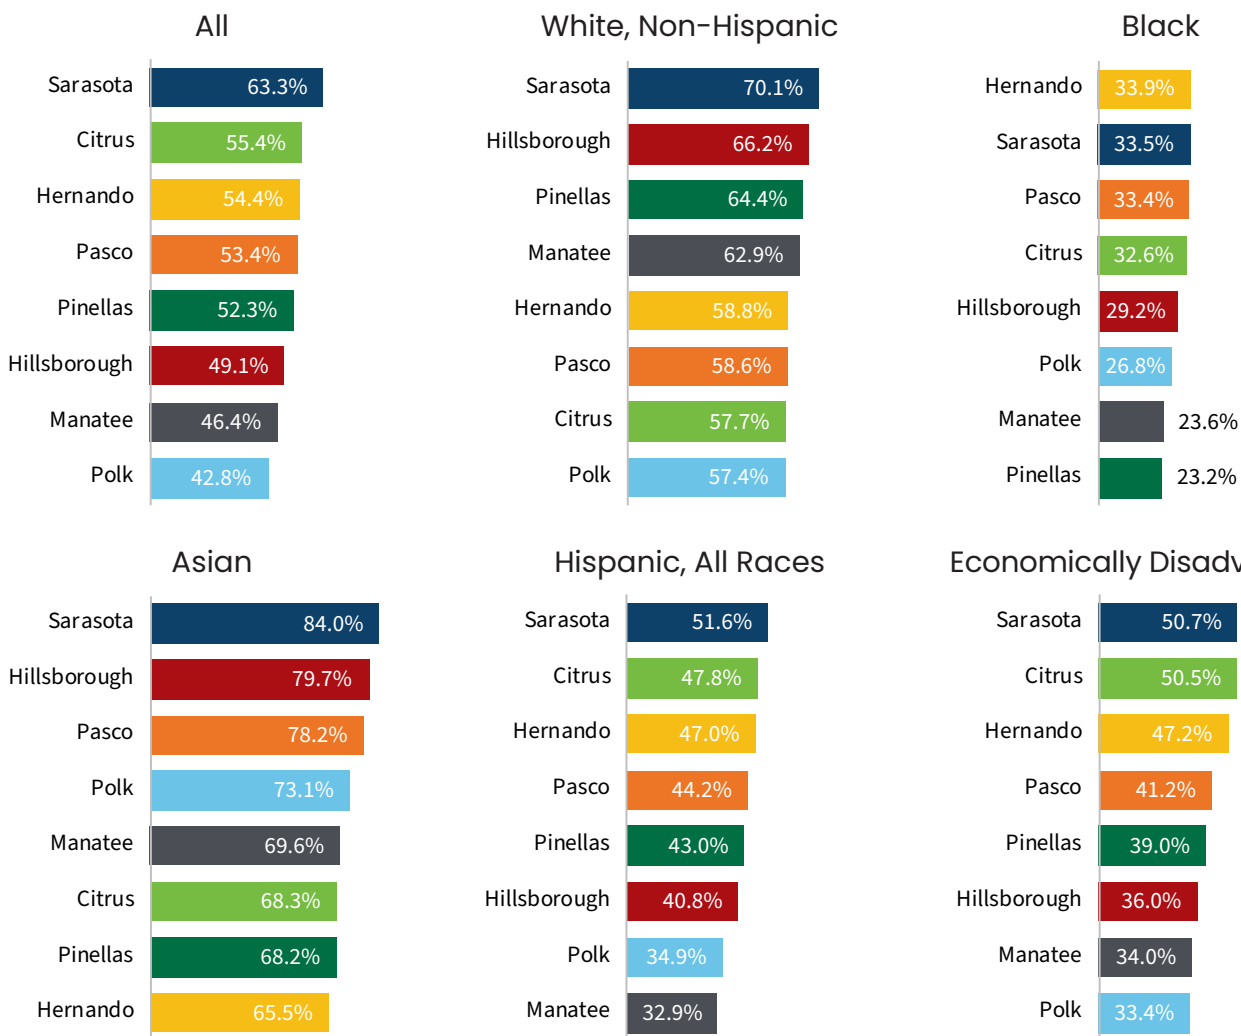 All
Sarasota 63.3%
Citrus 55.4%
Hernando 54.4%
Pasco 53.4%
Pinellas 52.3%
Hillsborough 49.1%
Manatee 46.4%
Polk 42.8%
White, Non-Hispanic
Sarasota 70.1%
Hillsborough 66.2%
Pinellas 64.4%
Manatee 62.9%
Hernando 58.8%
Pasco 58.6%
Citrus 57.7%
Polk 57.4%
Black
Hernando 33.9%
Sarasota 33.5%
Pasco 33.4%
Citrus 32.6%
Hillsborough 29.2%
Polk 26.8%
Manatee 23.6%
Pinellas 23.2%
Asian
Sarasota 84.0%
Hillsborough 79.7%
Pasco 78.2%
Polk 73.1%
Manatee 69.6%
Citrus 68.3%
Pinellas 68.2%
Hernando 65.5%
Hispanic, All Races
Sarasota 51.6%
Citrus 47.8%
Hernando 47.0%
Pasco 44.2%
Pinellas 43.0%
Hillsborough 40.8%
Polk 34.9%
Manatee 32.9%
Economically Disadv
Sarasota 50.7%
Citrus 50.5%
Hernando 47.2%
Pasco 41.2%
Pinellas 39.0%
Hillsborough 36.0%
Manatee 34.0%
Polk 33.4%